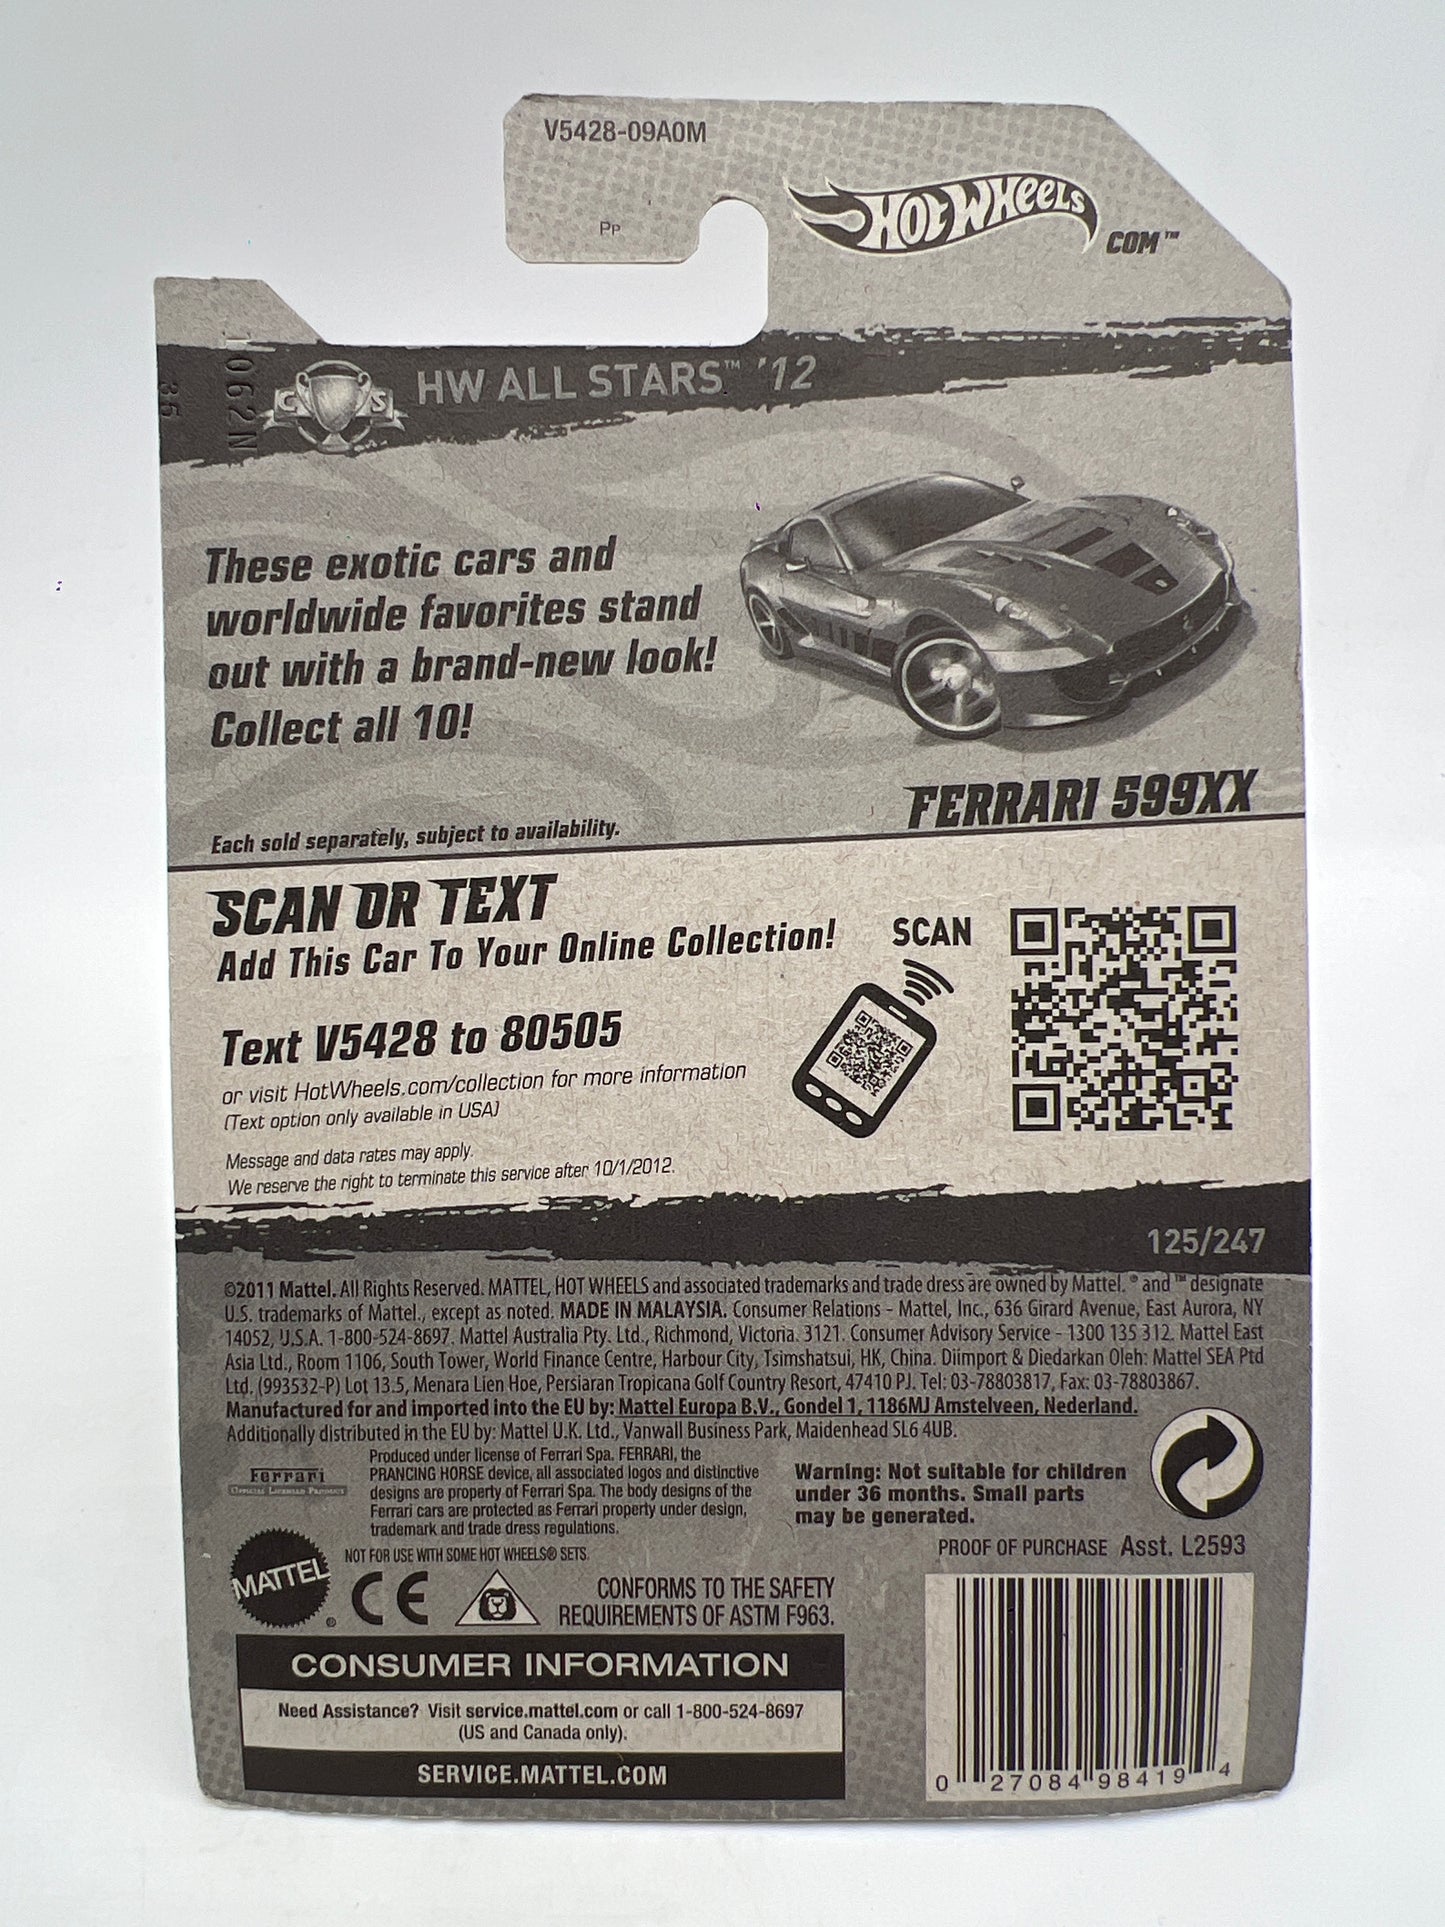 V5428-09A0M
Pp
HOT WHEELS
.COM™
1062N
36
CS
HW ALL STARS™ '12
These exotic cars and
worldwide favorites stand
out with a brand-new look!
Collect all 10!
Each sold separately, subject to availability.
FERRARI 599XX
SCAN OR TEXT
Add This Car To Your Online Collection!
SCAN
Text V5428 to 80505
or visit HotWheels.com/collection for more information
(Text option only available in USA)
Message and data rates may apply.
We reserve the right to terminate this service after 10/1/2012.
125/247
©2011 Mattel. All Rights Reserved. MATTEL, HOT WHEELS and associated trademarks and trade dress are owned by Mattel. ® and ™ designate
U.S. trademarks of Mattel., except as noted. MADE IN MALAYSIA. Consumer Relations - Mattel, Inc., 636 Girard Avenue, East Aurora, NY
14052, U.S.A. 1-800-524-8697. Mattel Australia Pty. Ltd., Richmond, Victoria. 3121. Consumer Advisory Service - 1300 135 312. Mattel East
Asia Ltd., Room 1106, South Tower, World Finance Centre, Harbour City, Tsimshatsui, HK, China. Diimport & Diedarkan Oleh: Mattel SEA Ptd
Ltd. (993532-P) Lot 13.5, Menara Lien Hoe, Persiaran Tropicana Golf Country Resort, 47410 PJ. Tel: 03-78803817, Fax: 03-78803867.
Manufactured for and imported into the EU by: Mattel Europa B.V., Gondel 1, 1186MJ Amstelveen, Nederland.
Additionally distributed in the EU by: Mattel U.K. Ltd., Vanwall Business Park, Maidenhead SL6 4UB.
Ferrari
OFFICIAL LICENSED PRODUCT
Produced under license of Ferrari Spa. FERRARI, the
PRANCING HORSE device, all associated logos and distinctive
designs are property of Ferrari Spa. The body designs of the
Ferrari cars are protected as Ferrari property under design,
trademark and trade dress regulations.
Warning: Not suitable for children
under 36 months. Small parts
may be generated.
NOT FOR USE WITH SOME HOT WHEELS® SETS.
PROOF OF PURCHASE Asst. L2593
MATTEL®
CE
CONFORMS TO THE SAFETY
REQUIREMENTS OF ASTM F963.
CONSUMER INFORMATION
Need Assistance? Visit service.mattel.com or call 1-800-524-8697
(US and Canada only).
SERVICE.MATTEL.COM
0 27084 98419 4